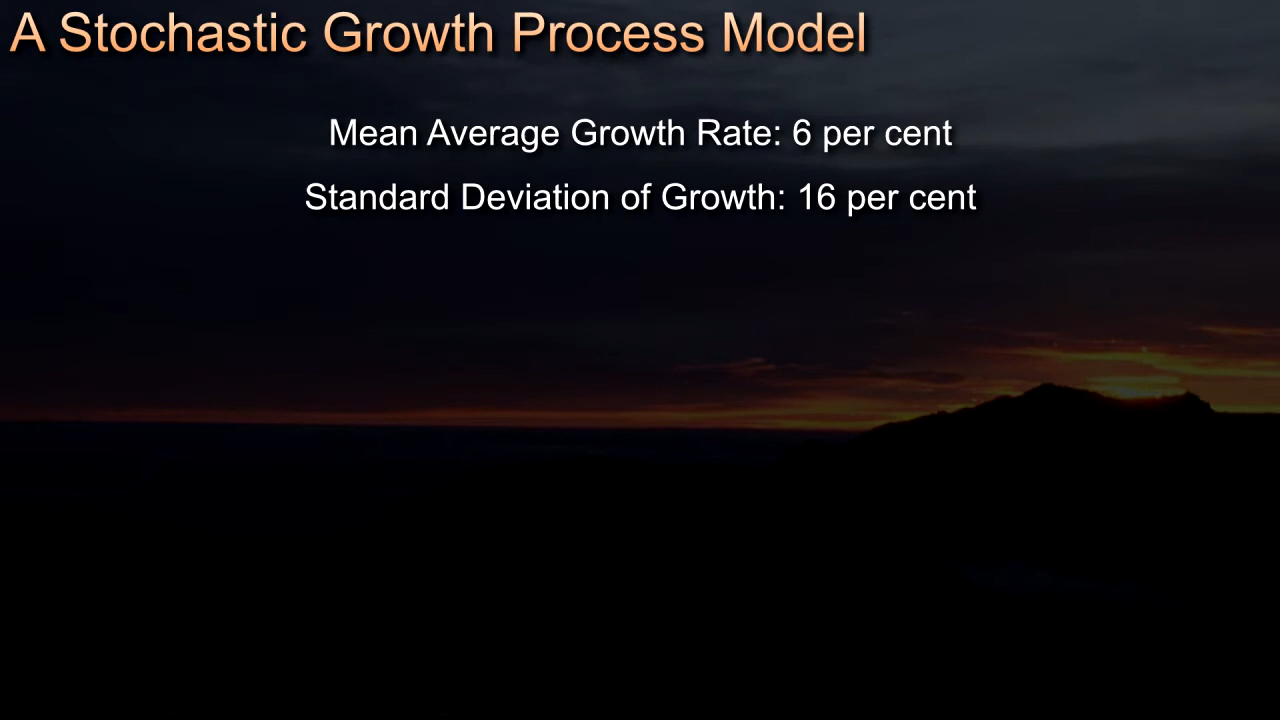 A Stochastic Growth Process Model
Mean Average Growth Rate: 6 per cent
Standard Deviation of Growth: 16 per cent